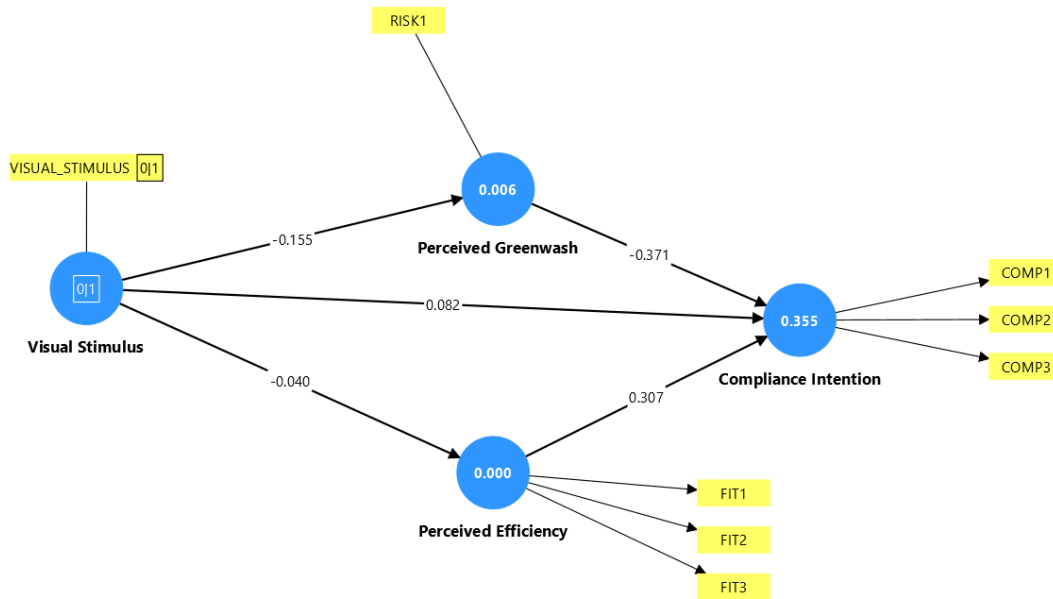 RISK1
VISUAL_STIMULUS 0|1
0.006
Perceived Greenwash
-0.155
-0.371
0|1
Visual Stimulus
0.082
0.355
Compliance Intention
COMP1
COMP2
COMP3
-0.040
0.307
0.000
Perceived Efficiency
FIT1
FIT2
FIT3